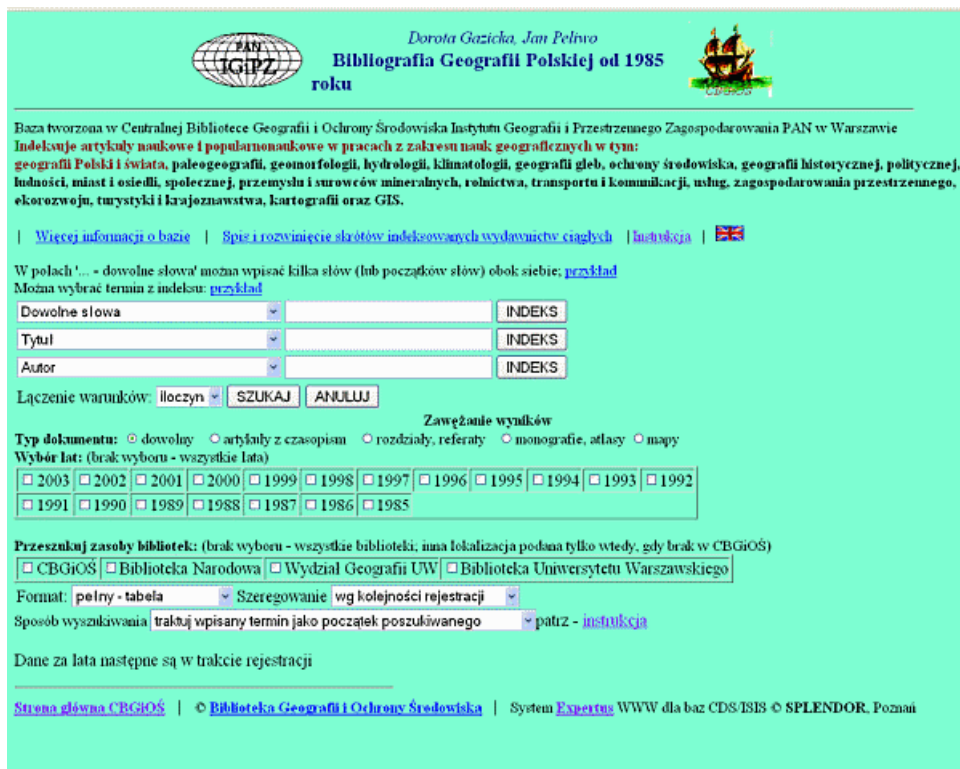 PAN
IGiPZ
Dorota Gazicka, Jan Peliwo
Bibliografia Geografii Polskiej od 1985
roku
CBGiOŚ
Baza tworzona w Centralnej Bibliotece Geografii i Ochrony Środowiska Instytutu Geografii i Przestrzennego Zagospodarowania PAN w Warszawie
Indeksuje artykuły naukowe i popularnonaukowe w pracach z zakresu nauk geograficznych w tym:
geografii Polski i świata, paleogeografii, geomorfologii, hydrologii, klimatologii, geografii gleb, ochrony środowiska, geografii historycznej, politycznej,
ludności, miast i osiedli, społecznej, przemysłu i surowców mineralnych, rolnictwa, transportu i komunikacji, usług, zagospodarowania przestrzennego,
ekorozwoju, turystyki i krajoznawstwa, kartografii oraz GIS.
| Więcej informacji o bazie | Spis i rozwinięcie skrótów indeksowanych wydawnictw ciągłych | Instrukcja |
W polach '... - dowolne słowa' można wpisać kilka słów (lub początków słów) obok siebie; przykład
Można wybrać termin z indeksu: przykład
Dowolne słowa INDEKS
Tytuł INDEKS
Autor INDEKS
Łączenie warunków: iloczyn SZUKAJ ANULUJ
Zawężanie wyników
Typ dokumentu: dowolny artykuły z czasopism rozdziały, referaty monografie, atlasy mapy
Wybór lat: (brak wyboru - wszystkie lata)
2003 2002 2001 2000 1999 1998 1997 1996 1995 1994 1993 1992
1991 1990 1989 1988 1987 1986 1985
Przeszukuj zasoby bibliotek: (brak wyboru - wszystkie biblioteki; inna lokalizacja podana tylko wtedy, gdy brak w CBGiOŚ)
CBGiOŚ Biblioteka Narodowa Wydział Geografii UW Biblioteka Uniwersytetu Warszawskiego
Format: pełny - tabela Szeregowanie wg kolejności rejestracji
Sposób wyszukiwania traktuj wpisany termin jako początek poszukiwanego patrz - instrukcja
Dane za lata następne są w trakcie rejestracji
Strona główna CBGiOŚ | © Biblioteka Geografii i Ochrony Środowiska | System Expertus WWW dla baz CDS/ISIS © SPLENDOR, Poznań